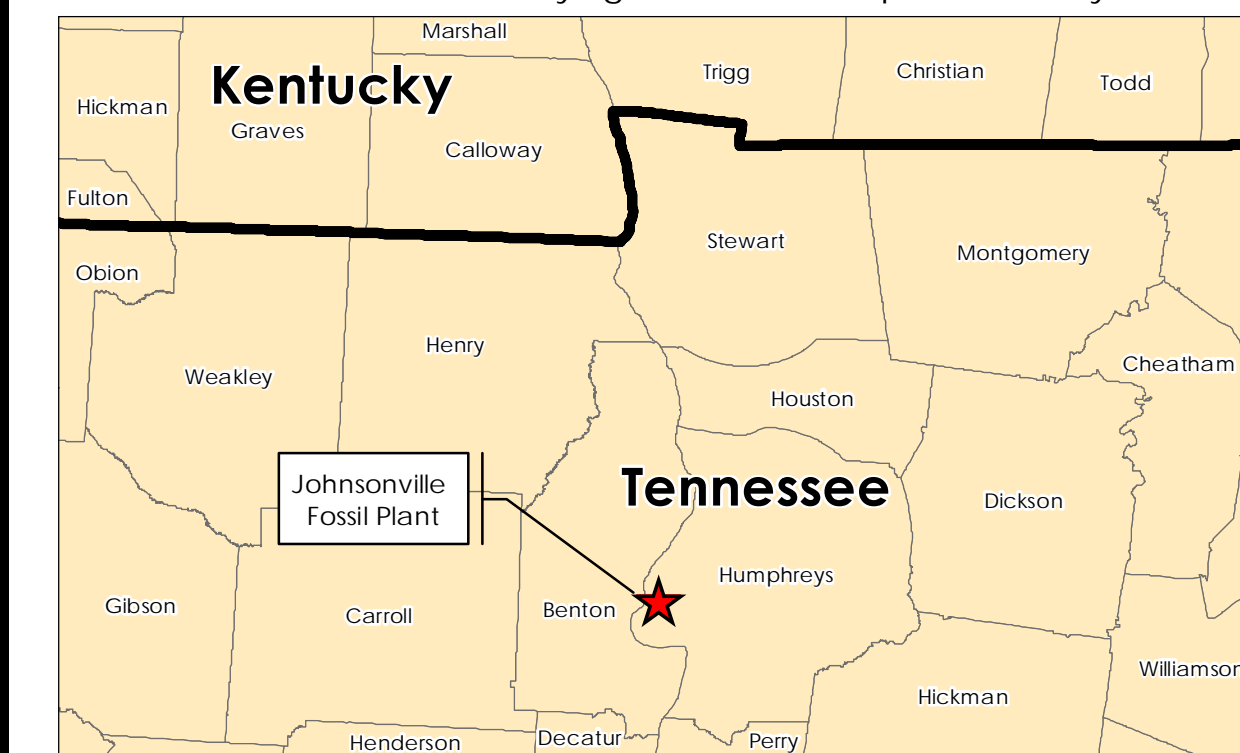 Marshall
Trigg
Christian
Todd
Kentucky
Hickman
Graves
Calloway
Fulton
Stewart
Montgomery
Obion
Henry
Weakley
Cheatham
Houston
Johnsonville
Fossil Plant
Tennessee
Dickson
Humphreys
Gibson
Carroll
Benton
Williamson
Hickman
Henderson
Decatur
Perry